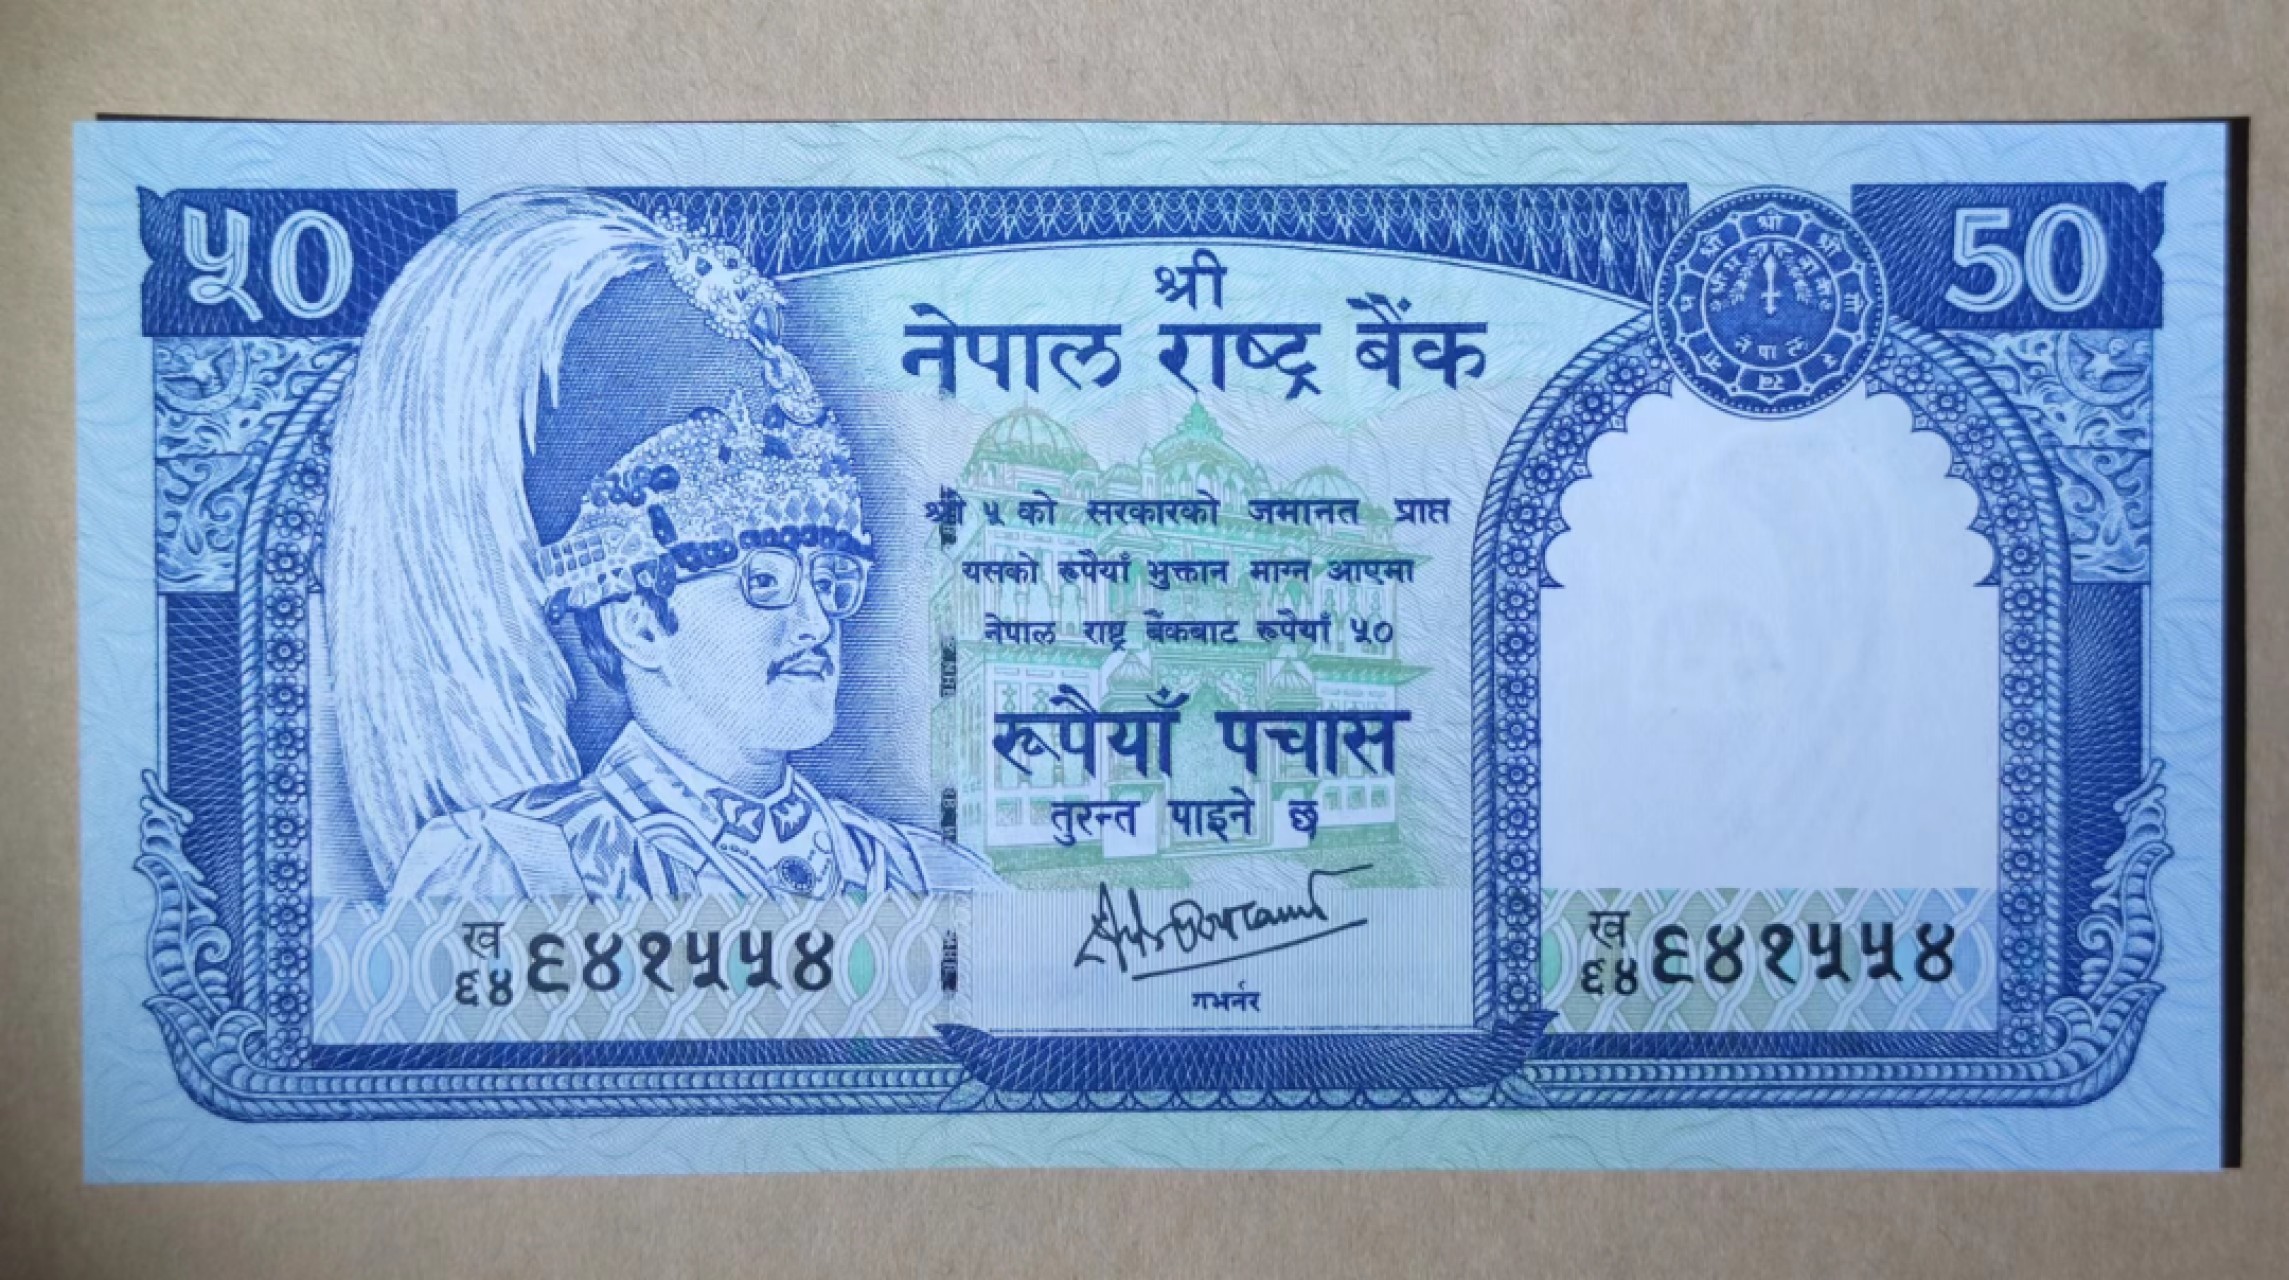 ५० 50
श्री
नेपाल राष्ट्र बैंक
श्री ५ को सरकारको जमानत प्राप्त
यसको रूपैयाँ भुक्तान माग्न आएमा
नेपाल राष्ट्र बैंकबाट रूपैयाँ ५०
रूपैयाँ पचास
तुरन्त पाइने छ
ख
६४ ६४१५५४
गभर्नर
ख
६४ ६४१५५४